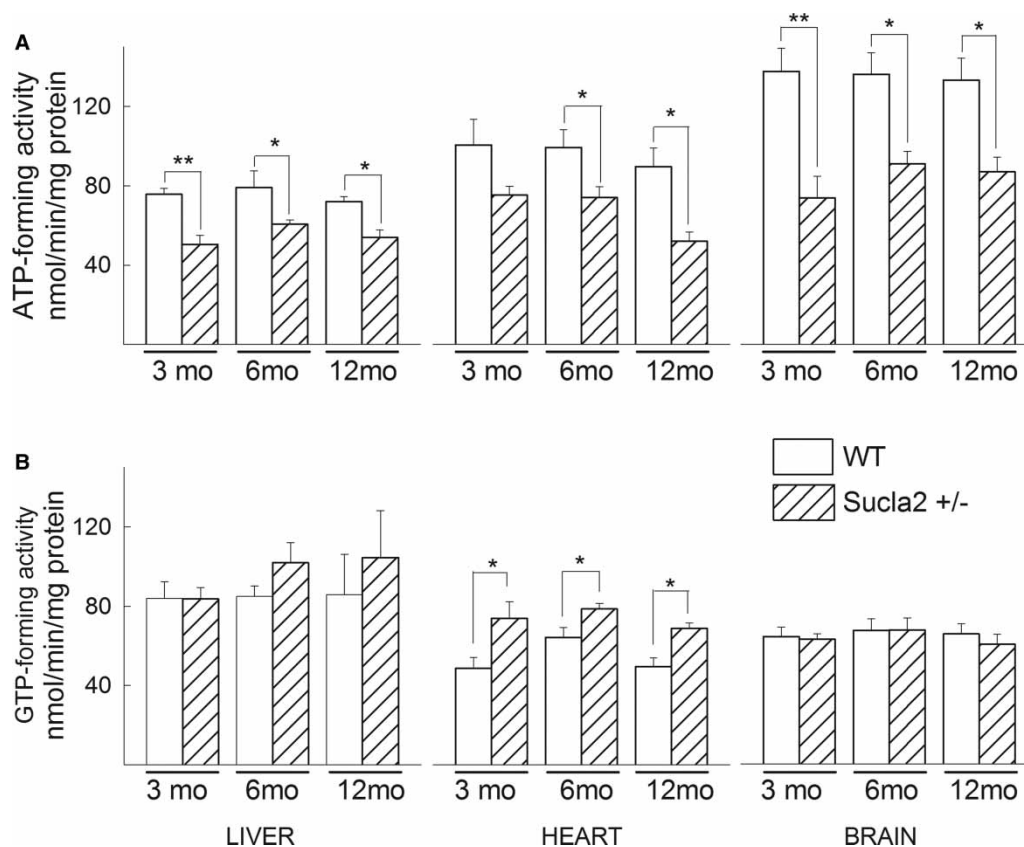 A
ATP-forming activity
nmol/min/mg protein
120
80
40
** * * * * ** * *
3 mo 6mo 12mo 3 mo 6mo 12mo 3 mo 6mo 12mo
B
GTP-forming activity
nmol/min/mg protein
120
80
40
WT
Sucla2 +/-
* * *
3 mo 6mo 12mo 3 mo 6mo 12mo 3 mo 6mo 12mo
LIVER HEART BRAIN